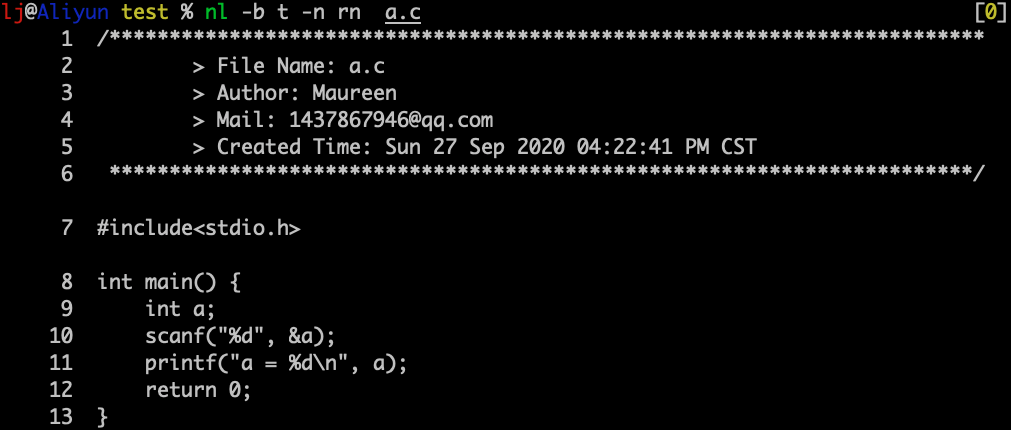 lj@Aliyun test % nl -b t -n rn  a.c [0]
     1  /*************************************************************************
     2          > File Name: a.c
     3          > Author: Maureen
     4          > Mail: 1437867946@qq.com
     5          > Created Time: Sun 27 Sep 2020 04:22:41 PM CST
     6   ************************************************************************/
     7  #include<stdio.h>
     8  int main() {
     9      int a;
    10      scanf("%d", &a);
    11      printf("a = %d\n", a);
    12      return 0;
    13  }